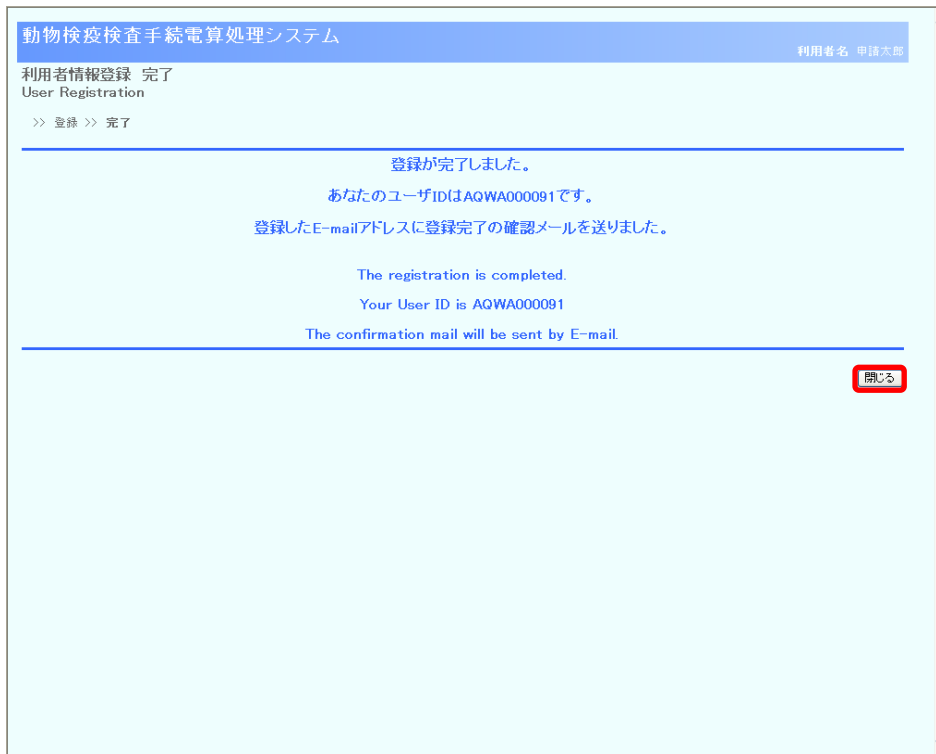 動物検疫検査手続電算処理システム
利用者名 申請太郎
利用者情報登録 完了
User Registration
>> 登録 >> 完了
登録が完了しました。
あなたのユーザIDはAQWA000091です。
登録したE-mailアドレスに登録完了の確認メールを送りました。
The registration is completed.
Your User ID is AQWA000091
The confirmation mail will be sent by E-mail.
閉じる